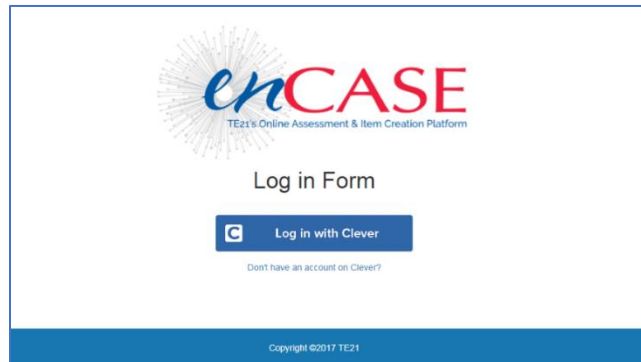 enCASE
TE21's Online Assessment & Item Creation Platform
Log in Form
C Log in with Clever
Don't have an account on Clever?
Copyright ©2017 TE21